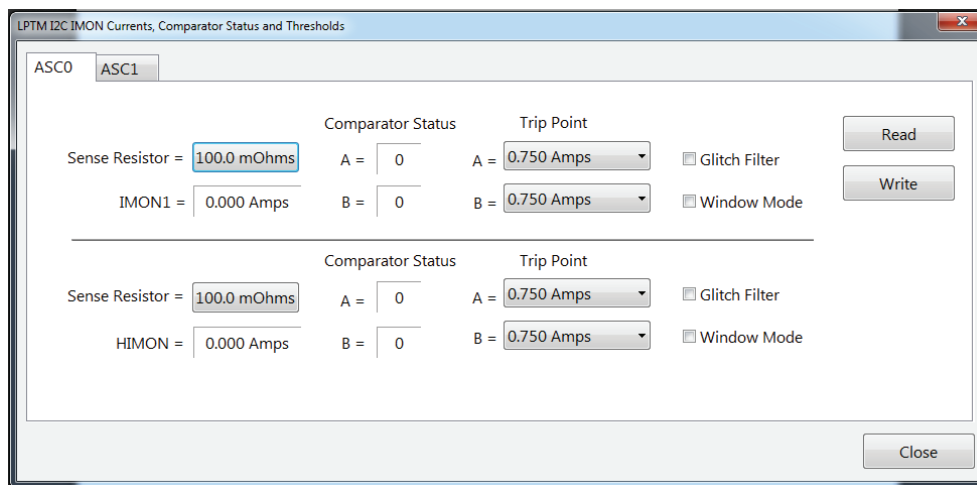 LPTM I2C IMON Currents, Comparator Status and Thresholds
x
ASC0 ASC1
Comparator Status Trip Point
Sense Resistor = 100.0 mOhms A = 0 A = 0.750 Amps Glitch Filter Read
IMON1 = 0.000 Amps B = 0 B = 0.750 Amps Window Mode Write
Comparator Status Trip Point
Sense Resistor = 100.0 mOhms A = 0 A = 0.750 Amps Glitch Filter
HIMON = 0.000 Amps B = 0 B = 0.750 Amps Window Mode
Close